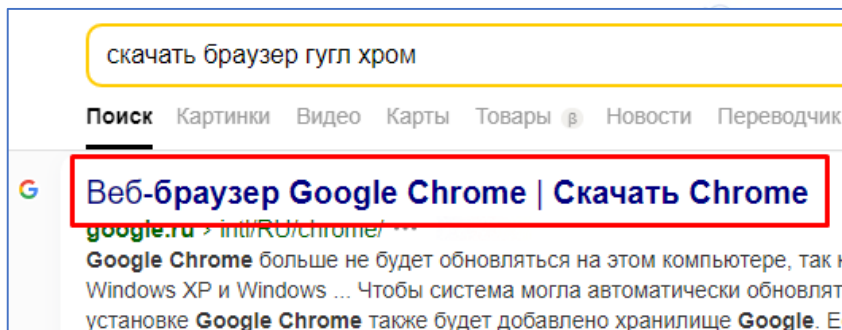 скачать браузер гугл хром
Поиск Картинки Видео Карты Товары β Новости Переводчик
Веб-браузер Google Chrome | Скачать Chrome
google.ru › intl/RU/chrome/ ···
Google Chrome больше не будет обновляться на этом компьютере, так
Windows XP и Windows ... Чтобы система могла автоматически обновлят
установке Google Chrome также будет добавлено хранилище Google.